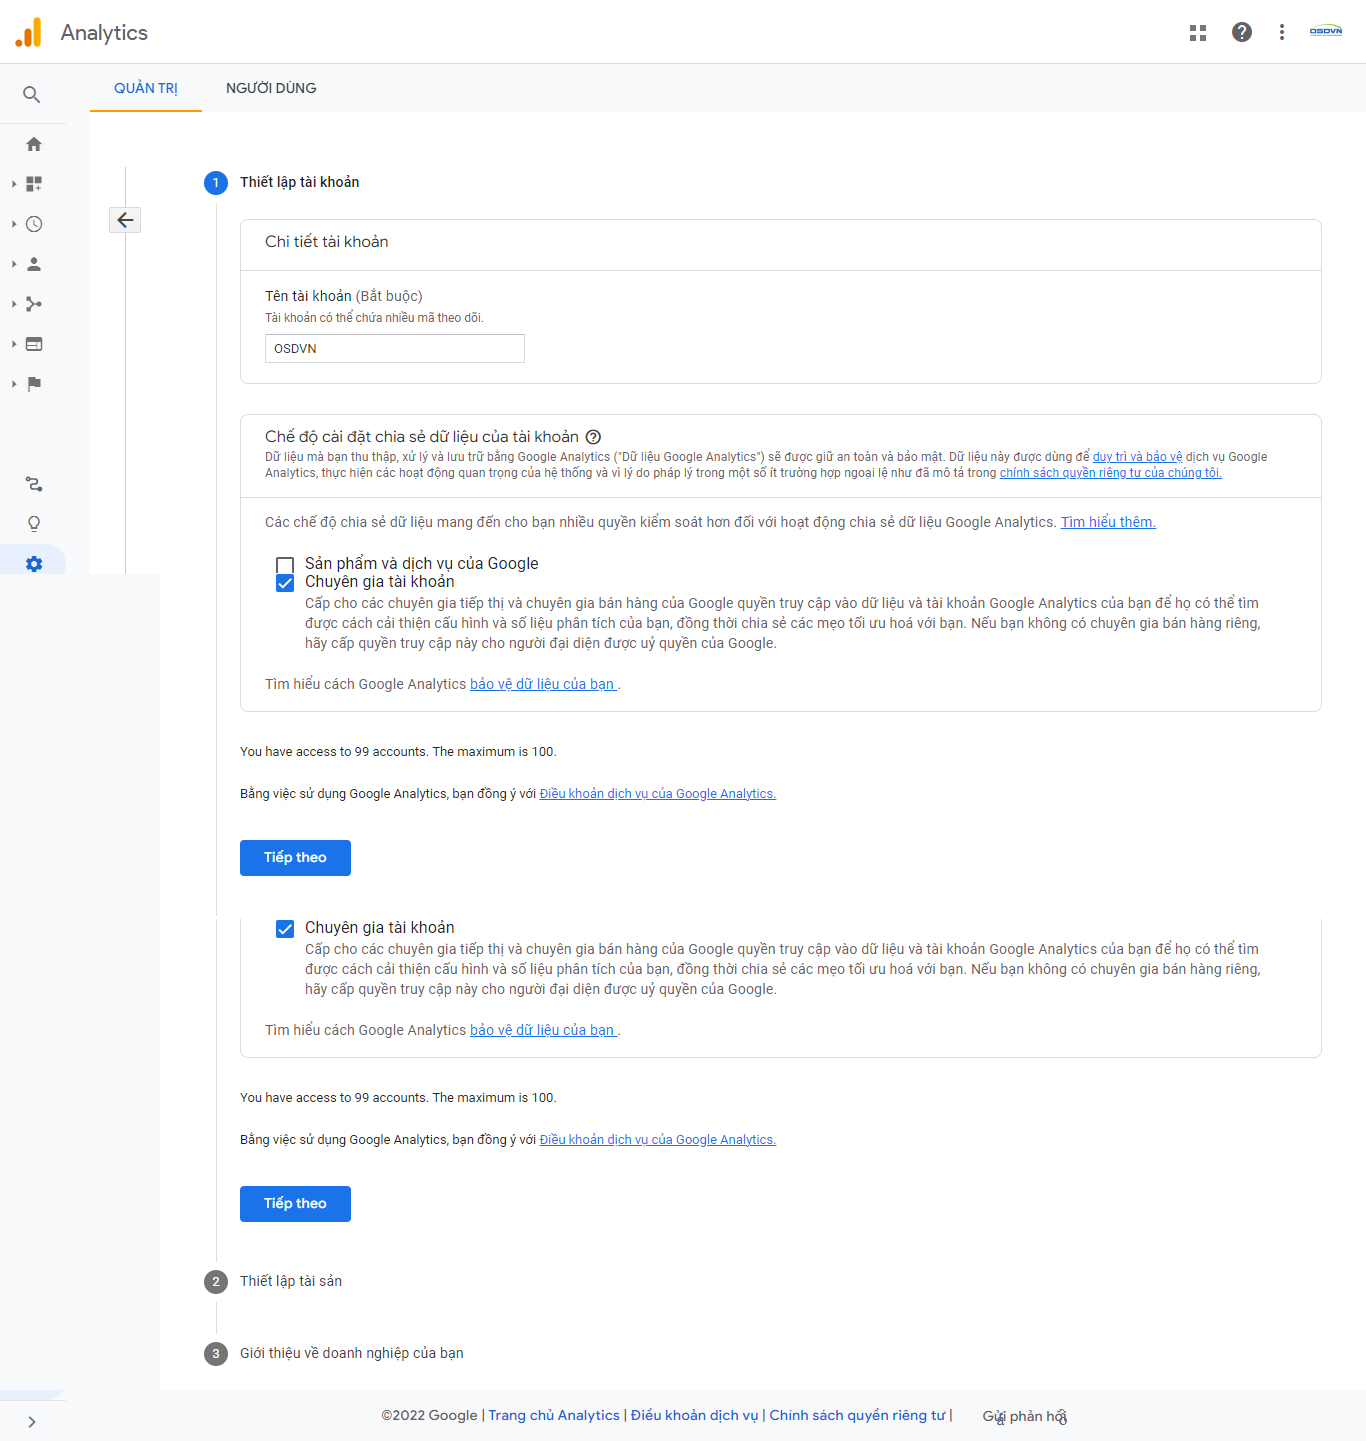 Analytics
OSDVN
QUẢN TRỊ
NGƯỜI DÙNG
1
Thiết lập tài khoản
Chi tiết tài khoản
Tên tài khoản (Bắt buộc)
Tài khoản có thể chứa nhiều mã theo dõi.
OSDVN
Chế độ cài đặt chia sẻ dữ liệu của tài khoản
Dữ liệu mà bạn thu thập, xử lý và lưu trữ bằng Google Analytics ("Dữ liệu Google Analytics") sẽ được giữ an toàn và bảo mật. Dữ liệu này được dùng để duy trì và bảo vệ dịch vụ Google
Analytics, thực hiện các hoạt động quan trọng của hệ thống và vì lý do pháp lý trong một số ít trường hợp ngoại lệ như đã mô tả trong chính sách quyền riêng tư của chúng tôi.
Các chế độ chia sẻ dữ liệu mang đến cho bạn nhiều quyền kiểm soát hơn đối với hoạt động chia sẻ dữ liệu Google Analytics. Tìm hiểu thêm.
Sản phẩm và dịch vụ của Google
Chuyên gia tài khoản
Cấp cho các chuyên gia tiếp thị và chuyên gia bán hàng của Google quyền truy cập vào dữ liệu và tài khoản Google Analytics của bạn để họ có thể tìm
được cách cải thiện cấu hình và số liệu phân tích của bạn, đồng thời chia sẻ các mẹo tối ưu hoá với bạn. Nếu bạn không có chuyên gia bán hàng riêng,
hãy cấp quyền truy cập này cho người đại diện được uỷ quyền của Google.
Tìm hiểu cách Google Analytics bảo vệ dữ liệu của bạn .
You have access to 99 accounts. The maximum is 100.
Bằng việc sử dụng Google Analytics, bạn đồng ý với Điều khoản dịch vụ của Google Analytics.
Tiếp theo
Chuyên gia tài khoản
Cấp cho các chuyên gia tiếp thị và chuyên gia bán hàng của Google quyền truy cập vào dữ liệu và tài khoản Google Analytics của bạn để họ có thể tìm
được cách cải thiện cấu hình và số liệu phân tích của bạn, đồng thời chia sẻ các mẹo tối ưu hoá với bạn. Nếu bạn không có chuyên gia bán hàng riêng,
hãy cấp quyền truy cập này cho người đại diện được uỷ quyền của Google.
Tìm hiểu cách Google Analytics bảo vệ dữ liệu của bạn .
You have access to 99 accounts. The maximum is 100.
Bằng việc sử dụng Google Analytics, bạn đồng ý với Điều khoản dịch vụ của Google Analytics.
Tiếp theo
2
Thiết lập tài sản
3
Giới thiệu về doanh nghiệp của bạn
©2022 Google | Trang chủ Analytics | Điều khoản dịch vụ | Chính sách quyền riêng tư |
Gửi phản hồi